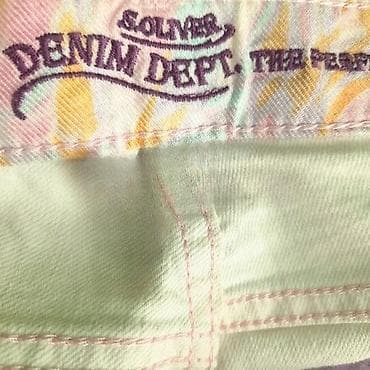 S.OLIVER
DENIM DEPT. THE